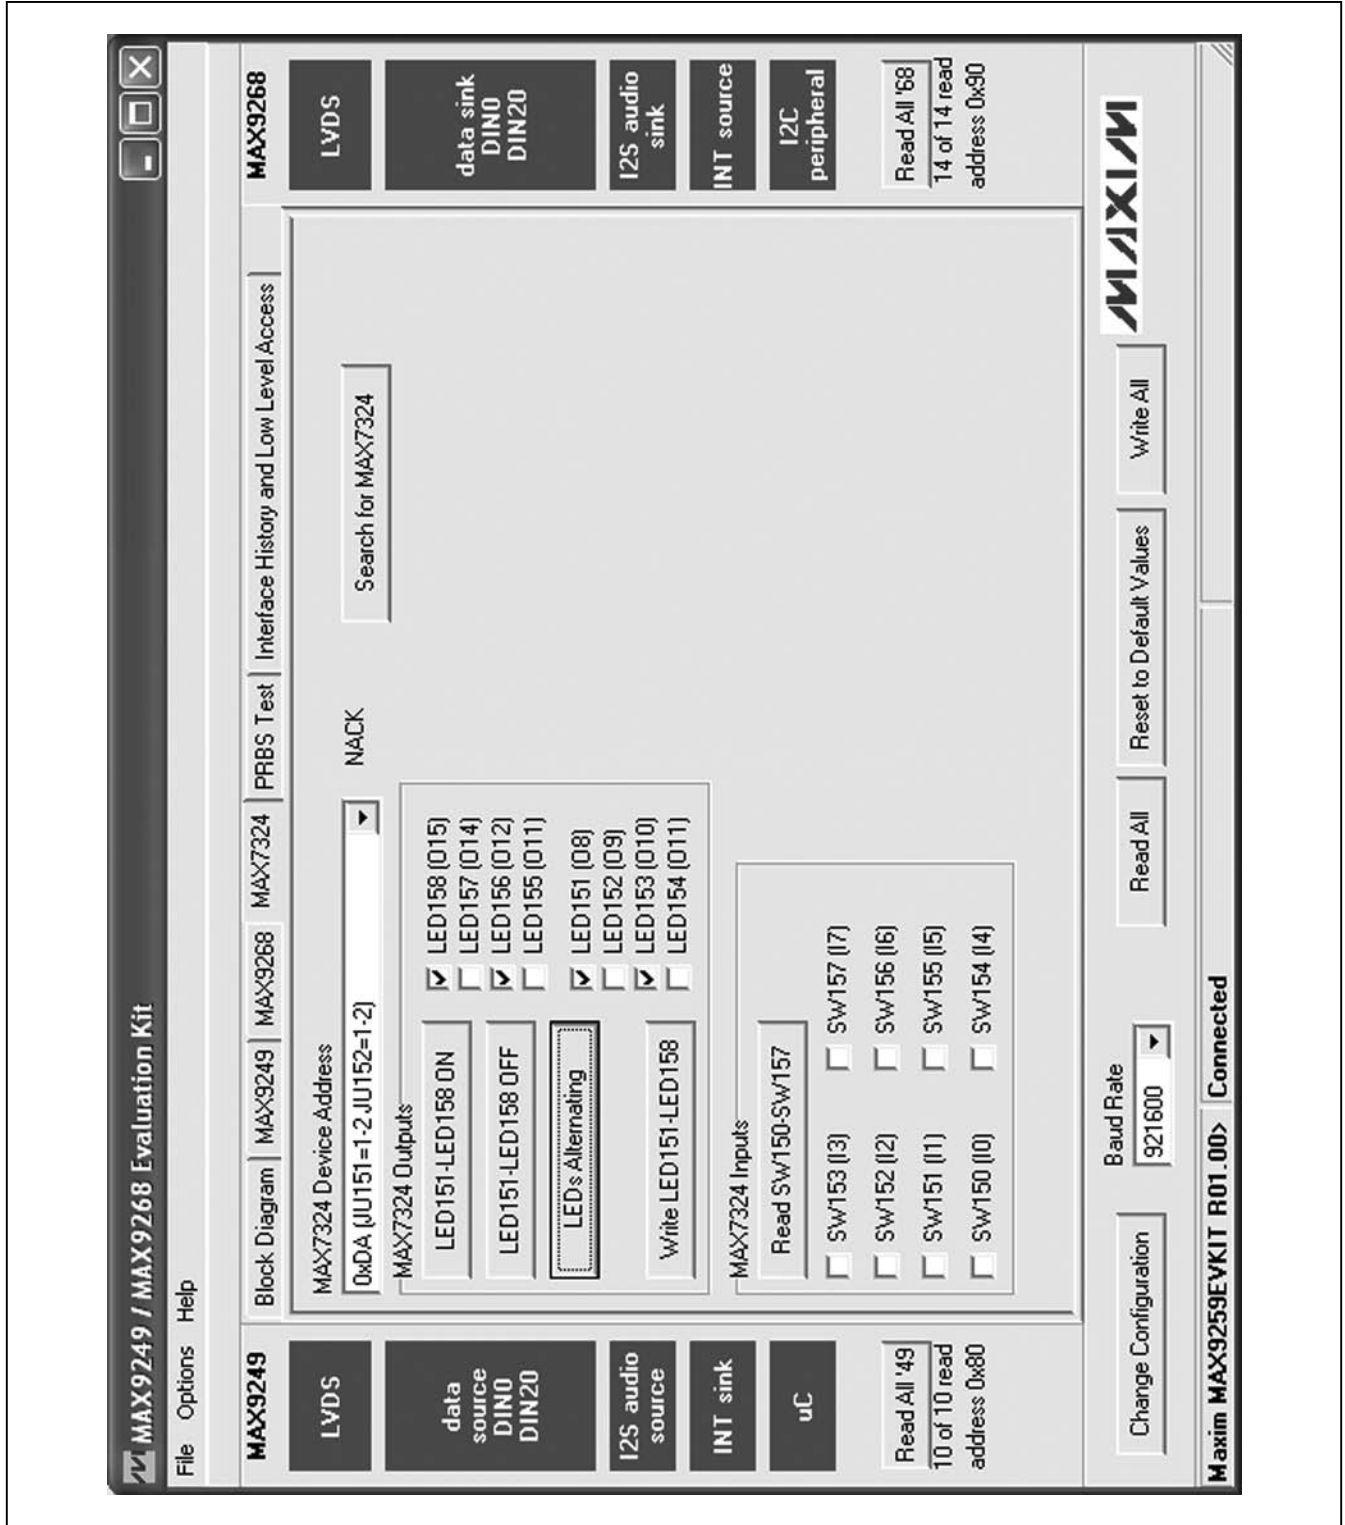 MAX9249 / MAX9268 Evaluation Kit
File Options Help
MAX9249
LVDS
data
source
DIN0
DIN20
I2S audio
source
INT sink
uC
Read All '49
10 of 10 read
address 0x80
Block Diagram MAX9249 MAX9268 MAX7324 PRBS Test Interface History and Low Level Access
MAX7324 Device Address
0xDA (JU151=1-2 JU152=1-2) NACK Search for MAX7324
MAX7324 Outputs
LED151-LED158 ON
LED151-LED158 OFF
LEDs Alternating
Write LED151-LED158
LED158 (O15)
LED157 (O14)
LED156 (O12)
LED155 (O11)
LED151 (O8)
LED152 (O9)
LED153 (O10)
LED154 (O11)
MAX7324 Inputs
Read SW150-SW157
SW153 (I3) SW157 (I7)
SW152 (I2) SW156 (I6)
SW151 (I1) SW155 (I5)
SW150 (I0) SW154 (I4)
MAX9268
LVDS
data sink
DIN0
DIN20
I2S audio
sink
INT source
I2C
peripheral
Read All '68
14 of 14 read
address 0x90
Change Configuration
Baud Rate
921600
Read All
Reset to Default Values
Write All
MAXIM
Maxim MAX9259EVKIT R01.00> Connected